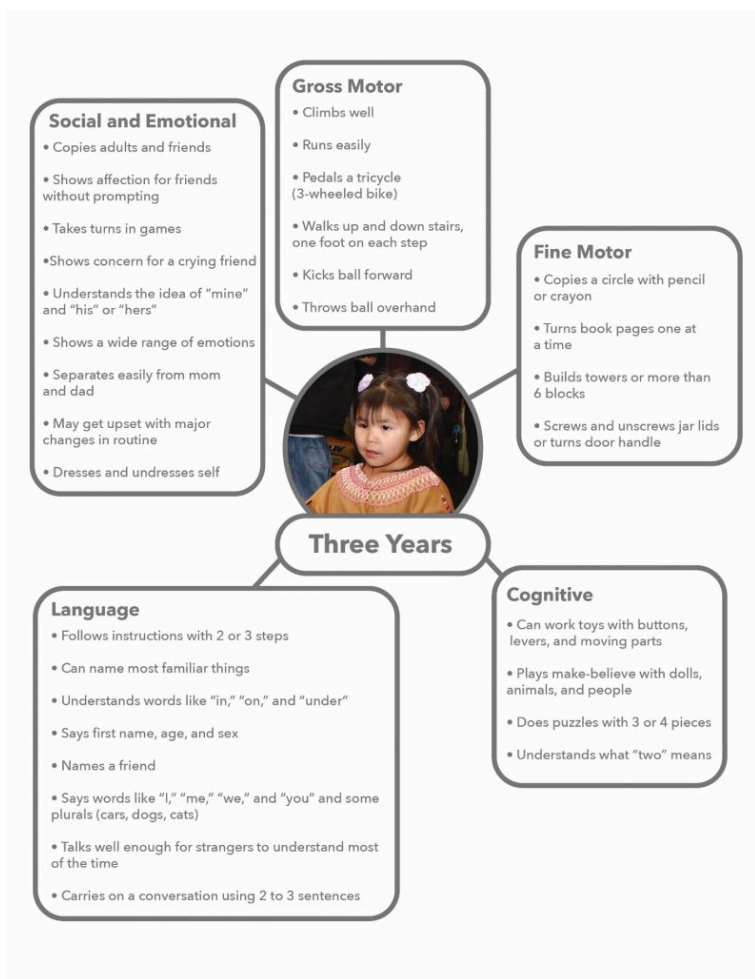 Social and Emotional
• Copies adults and friends
• Shows affection for friends
without prompting
• Takes turns in games
•Shows concern for a crying friend
• Understands the idea of “mine”
and “his” or “hers”
• Shows a wide range of emotions
• Separates easily from mom
and dad
• May get upset with major
changes in routine
• Dresses and undresses self
Gross Motor
• Climbs well
• Runs easily
• Pedals a tricycle
(3-wheeled bike)
• Walks up and down stairs,
one foot on each step
• Kicks ball forward
• Throws ball overhand
Fine Motor
• Copies a circle with pencil
or crayon
• Turns book pages one at
a time
• Builds towers or more than
6 blocks
• Screws and unscrews jar lids
or turns door handle
Three Years
Language
• Follows instructions with 2 or 3 steps
• Can name most familiar things
• Understands words like “in,” “on,” and “under”
• Says first name, age, and sex
• Names a friend
• Says words like “I,” “me,” “we,” and “you” and some
plurals (cars, dogs, cats)
• Talks well enough for strangers to understand most
of the time
• Carries on a conversation using 2 to 3 sentences
Cognitive
• Can work toys with buttons,
levers, and moving parts
• Plays make-believe with dolls,
animals, and people
• Does puzzles with 3 or 4 pieces
• Understands what “two” means